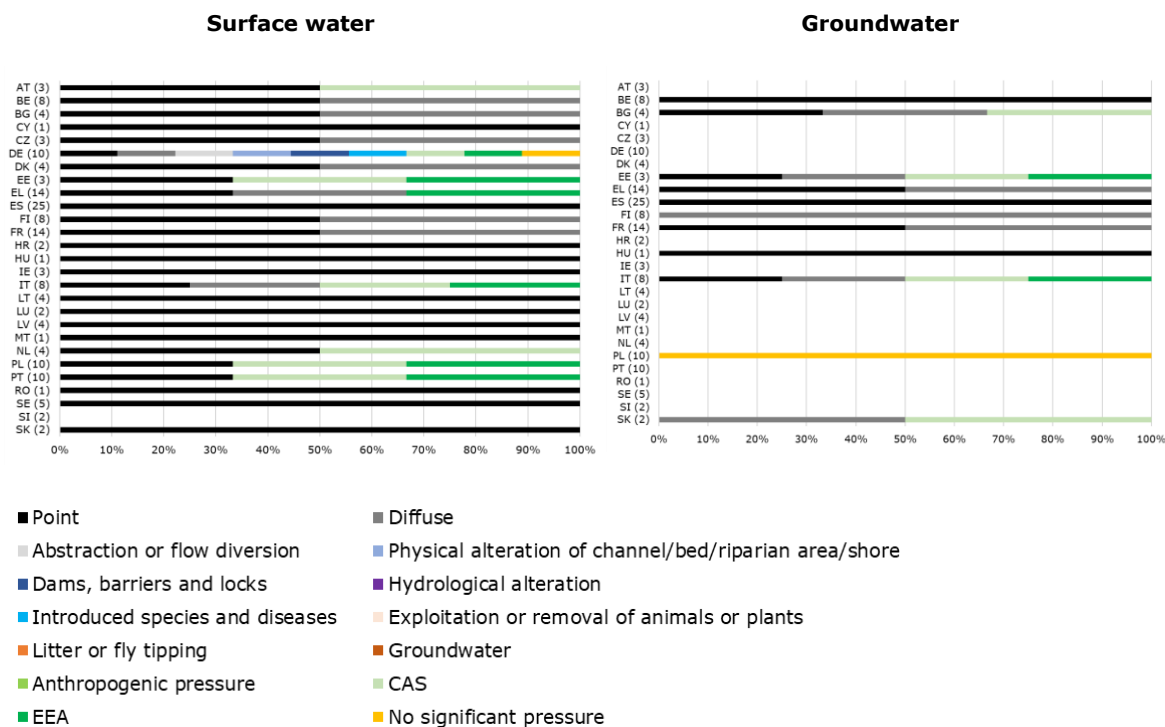 Surface water
Groundwater
AT (3)
BE (8)
BG (4)
CY (1)
CZ (3)
DE (10)
DK (4)
EE (3)
EL (14)
ES (25)
FI (8)
FR (14)
HR (2)
HU (1)
IE (3)
IT (8)
LT (4)
LU (2)
LV (4)
MT (1)
NL (4)
PL (10)
PT (10)
RO (1)
SE (5)
SI (2)
SK (2)
0% 10% 20% 30% 40% 50% 60% 70% 80% 90% 100%
AT (3)
BE (8)
BG (4)
CY (1)
CZ (3)
DE (10)
DK (4)
EE (3)
EL (14)
ES (25)
FI (8)
FR (14)
HR (2)
HU (1)
IE (3)
IT (8)
LT (4)
LU (2)
LV (4)
MT (1)
NL (4)
PL (10)
PT (10)
RO (1)
SE (5)
SI (2)
SK (2)
0% 10% 20% 30% 40% 50% 60% 70% 80% 90% 100%
Point
Diffuse
Abstraction or flow diversion
Physical alteration of channel/bed/riparian area/shore
Dams, barriers and locks
Hydrological alteration
Introduced species and diseases
Exploitation or removal of animals or plants
Litter or fly tipping
Groundwater
Anthropogenic pressure
CAS
EEA
No significant pressure